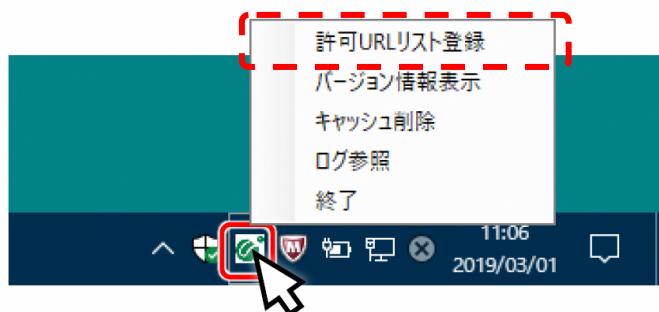 許可URLリスト登録
バージョン情報表示
キャッシュ削除
ログ参照
終了
11:06
2019/03/01